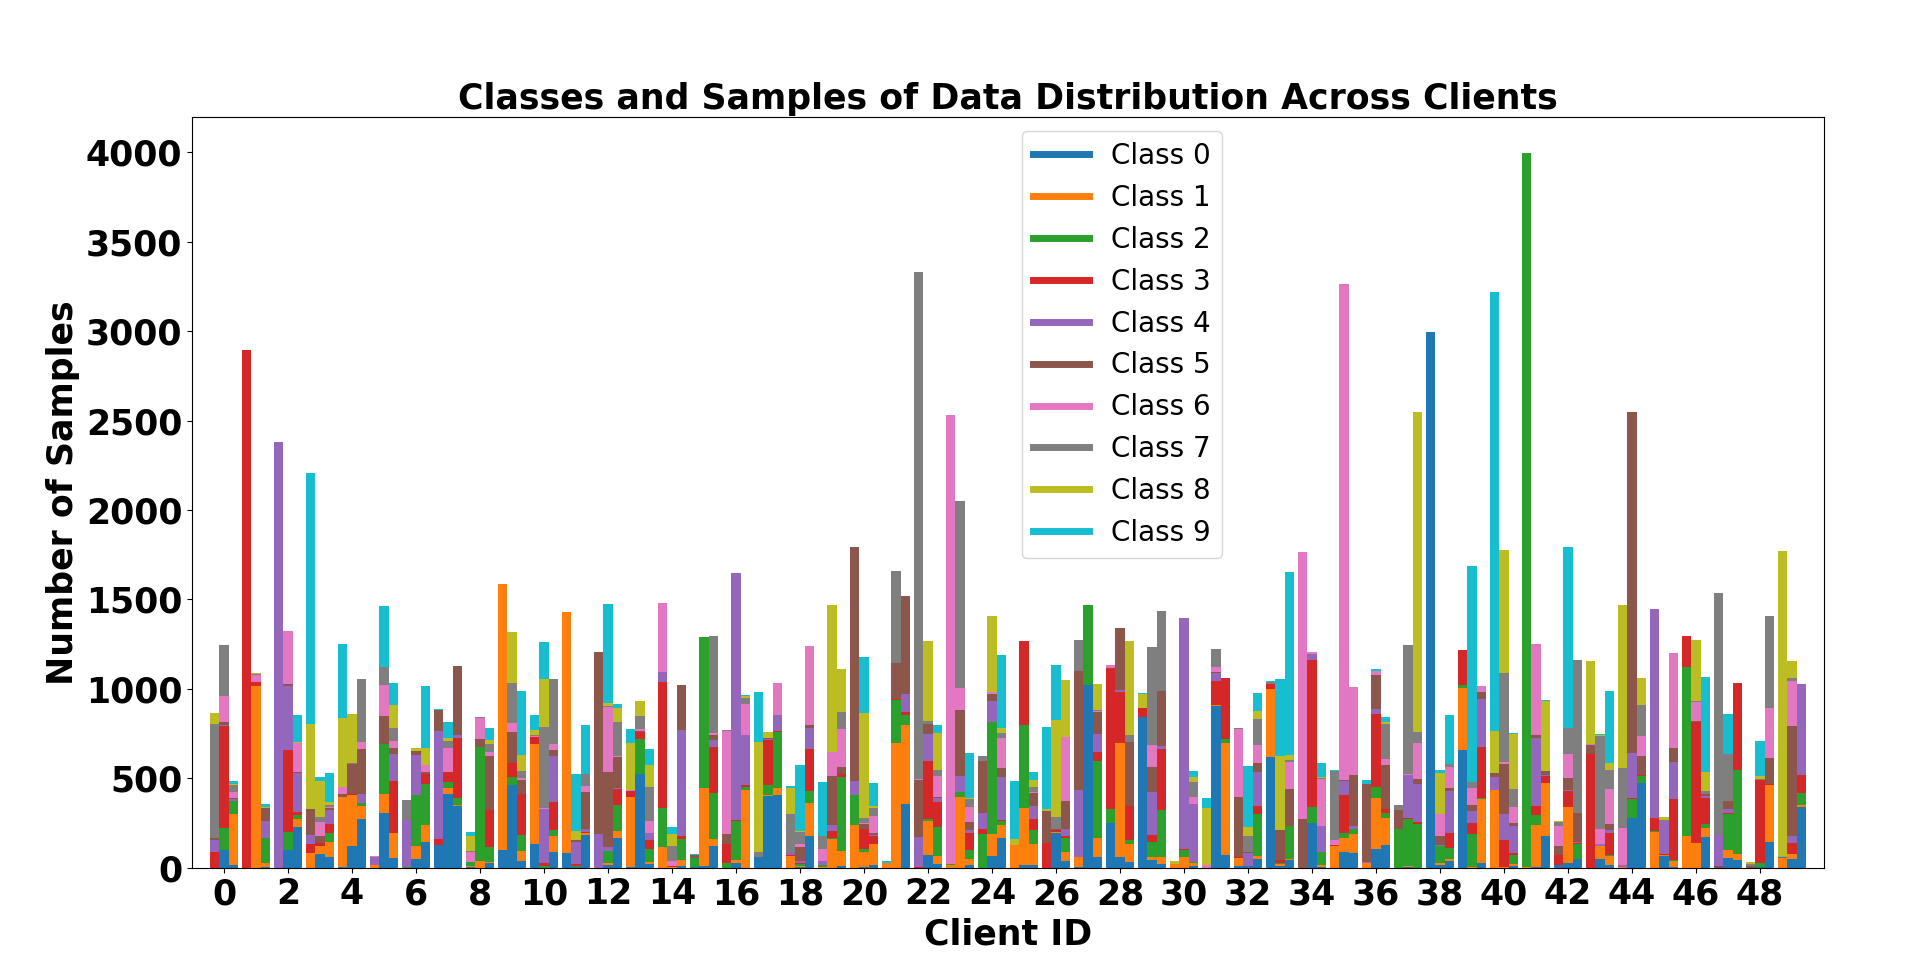 Classes and Samples of Data Distribution Across Clients
Number of Samples
4000
3500
3000
2500
2000
1500
1000
500
0
Class 0
Class 1
Class 2
Class 3
Class 4
Class 5
Class 6
Class 7
Class 8
Class 9
0 2 4 6 8 10 12 14 16 18 20 22 24 26 28 30 32 34 36 38 40 42 44 46 48
Client ID